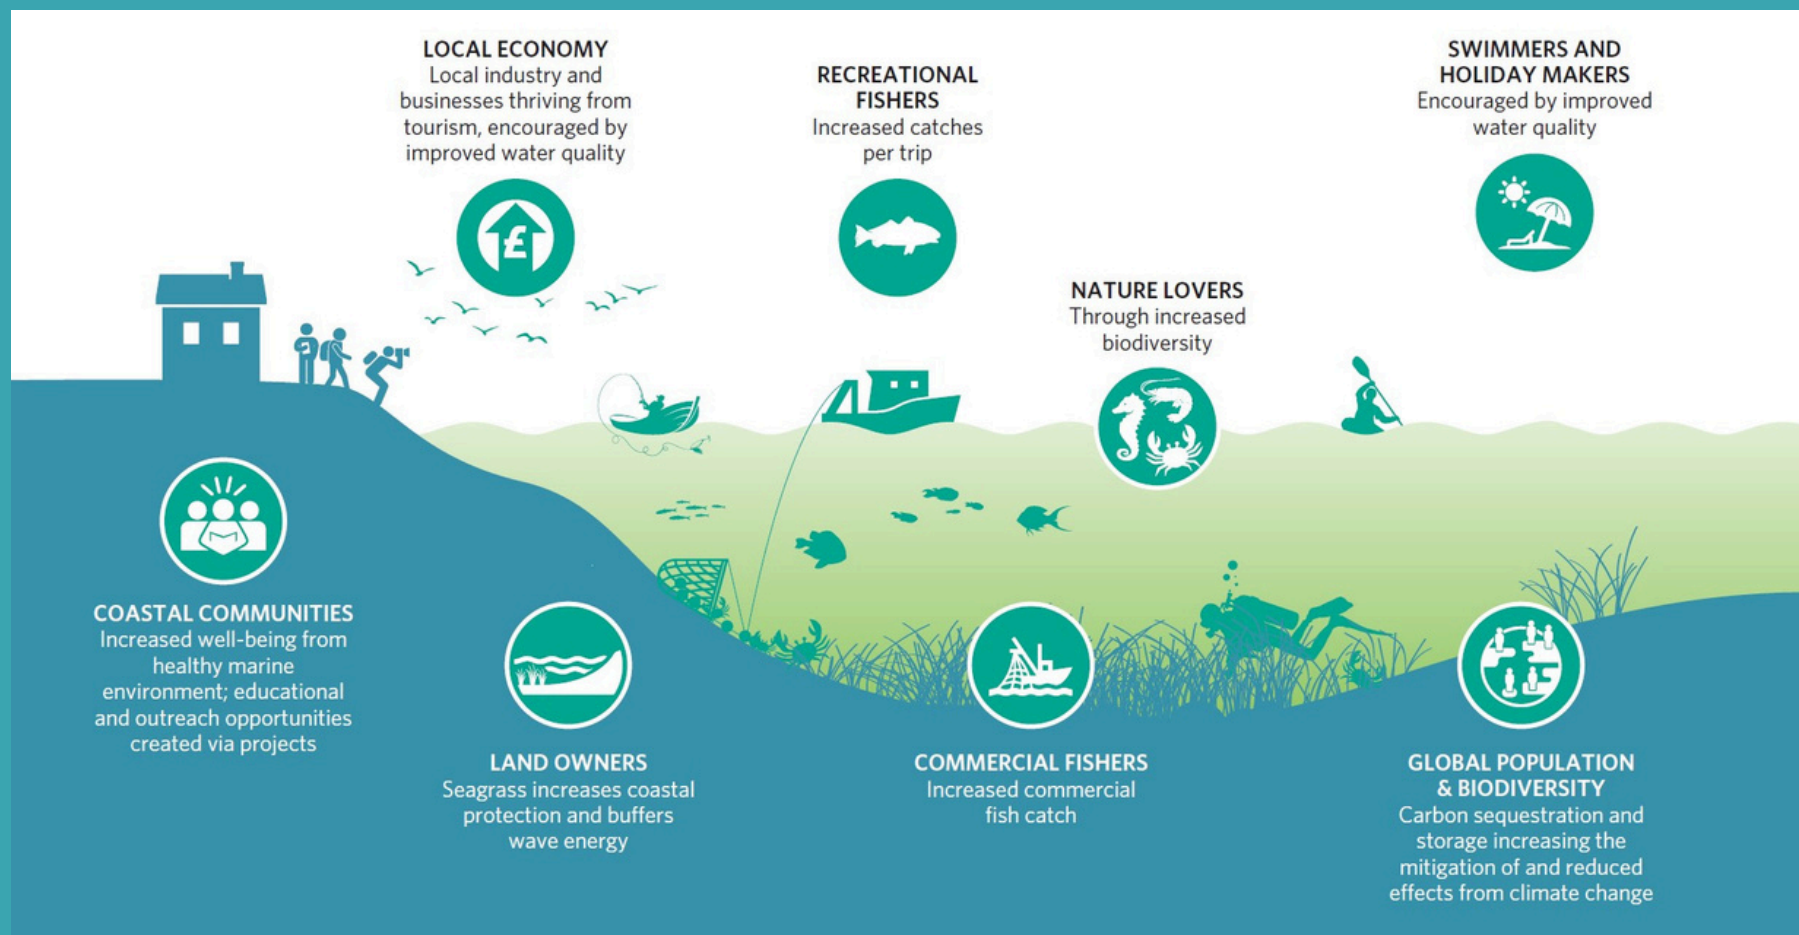 LOCAL ECONOMY
Local industry and
businesses thriving from
tourism, encouraged by
improved water quality
£
RECREATIONAL
FISHERS
Increased catches
per trip
SWIMMERS AND
HOLIDAY MAKERS
Encouraged by improved
water quality
NATURE LOVERS
Through increased
biodiversity
COASTAL COMMUNITIES
Increased well-being from
healthy marine
environment; educational
and outreach opportunities
created via projects
LAND OWNERS
Seagrass increases coastal
protection and buffers
wave energy
COMMERCIAL FISHERS
Increased commercial
fish catch
GLOBAL POPULATION
& BIODIVERSITY
Carbon sequestration and
storage increasing the
mitigation of and reduced
effects from climate change